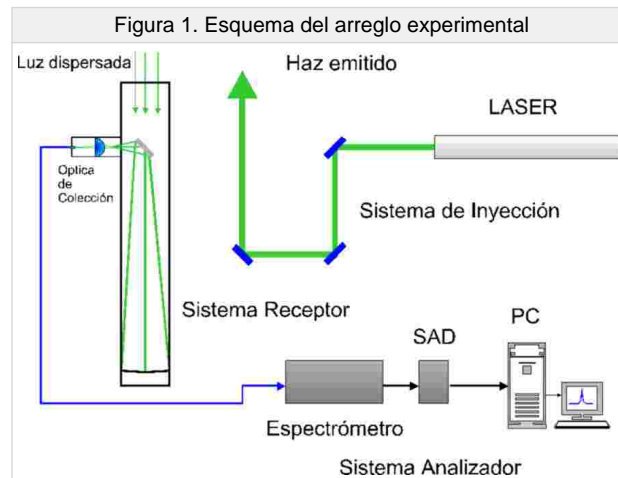 Figura 1. Esquema del arreglo experimental
Luz dispersada
Haz emitido
LASER
Optica
de
Colección
Sistema de Inyección
Sistema Receptor
SAD
PC
Espectrómetro
Sistema Analizador